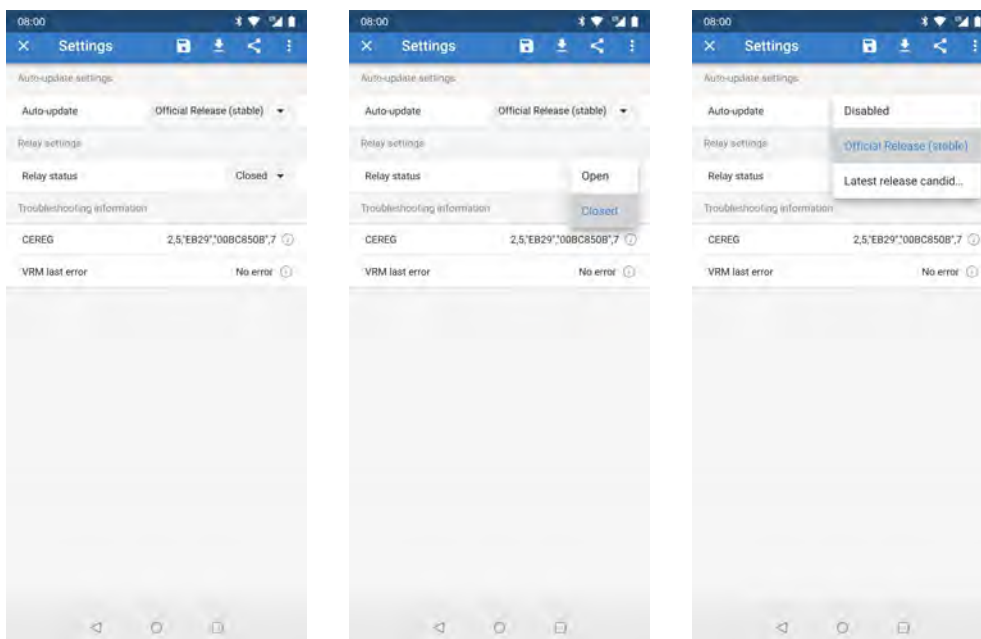 08:00
Settings
Auto-update settings
Auto-update Official Release (stable)
Relay settings
Relay status Closed
Troubleshooting information
CEREG 2,5,"EB29","00BC850B",7
VRM last error No error
08:00
Settings
Auto-update settings
Auto-update Official Release (stable)
Relay settings
Relay status Open
Troubleshooting information Closed
CEREG 2,5,"EB29","00BC850B",7
VRM last error No error
08:00
Settings
Auto-update settings
Auto-update Disabled
Relay settings Official Release (stable)
Relay status Latest release candid...
Troubleshooting information
CEREG 2,5,"EB29","00BC850B",7
VRM last error No error